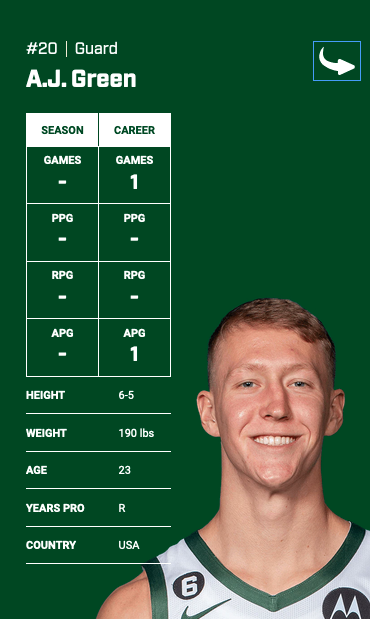 #20 | Guard
A.J. Green
SEASON CAREER
GAMES GAMES
- 1
PPG PPG
- -
RPG RPG
- -
APG APG
- 1
HEIGHT 6-5
WEIGHT 190 lbs
AGE 23
YEARS PRO R
COUNTRY USA
6
M